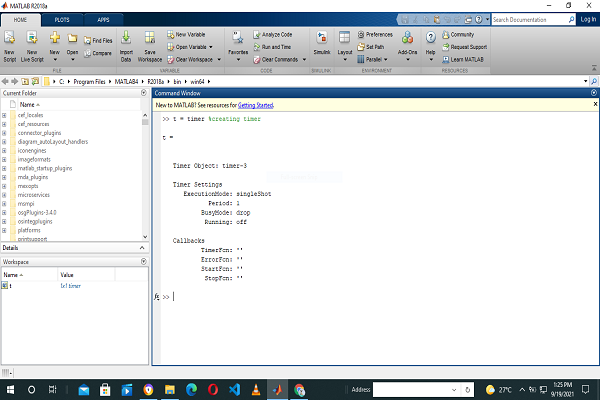 MATLAB R2018a
HOME PLOTS APPS
Search Documentation Log In
New Script
New Live Script
New
Open
Find Files
Compare
Import Data
Save Workspace
New Variable
Open Variable
Clear Workspace
Favorites
Analyze Code
Run and Time
Clear Commands
Simulink
Layout
Preferences
Set Path
Parallel
Add-Ons
Help
Community
Request Support
Learn MATLAB
FILE VARIABLE CODE SIMULINK ENVIRONMENT RESOURCES
C: Program Files MATLAB4 R2018a bin win64
Current Folder
Name
cef_locales
cef_resources
connector_plugins
diagram_autoLayout_handlers
iconengines
imageformats
matlab_startup_plugins
mda_plugins
mexopts
microservices
msmpi
osgPlugins-3.4.0
osintegplugins
platforms
printsupport
Details
Workspace
Name Value
t 1x1 timer
Command Window
New to MATLAB? See resources for Getting Started.
>> t = timer %creating timer
t =
Timer Object: timer-3
Timer Settings
ExecutionMode: singleShot
Period: 1
BusyMode: drop
Running: off
Callbacks
TimerFcn: ''
ErrorFcn: ''
StartFcn: ''
StopFcn: ''
fx >>
Address
27°C
1:25 PM
9/19/2021